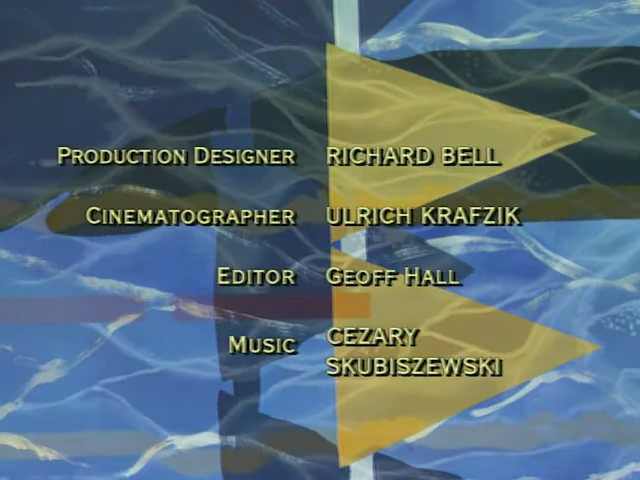 PRODUCTION DESIGNER RICHARD BELL
CINEMATOGRAPHER ULRICH KRAFZIK
EDITOR GEOFF HALL
MUSIC CEZARY
SKUBISZEWSKI